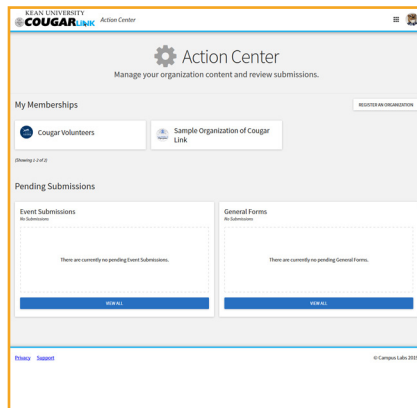 KEAN UNIVERSITY
COUGARLINK Action Center
Action Center
Manage your organization content and review submissions.
My Memberships
REGISTER AN ORGANIZATION
Cougar Volunteers
Sample Organization of Cougar
Link
(Showing 1-2 of 2)
Pending Submissions
Event Submissions
No Submissions
There are currently no pending Event Submissions.
VIEW ALL
General Forms
No Submissions
There are currently no pending General Forms.
VIEW ALL
Privacy Support
© Campus Labs 2019